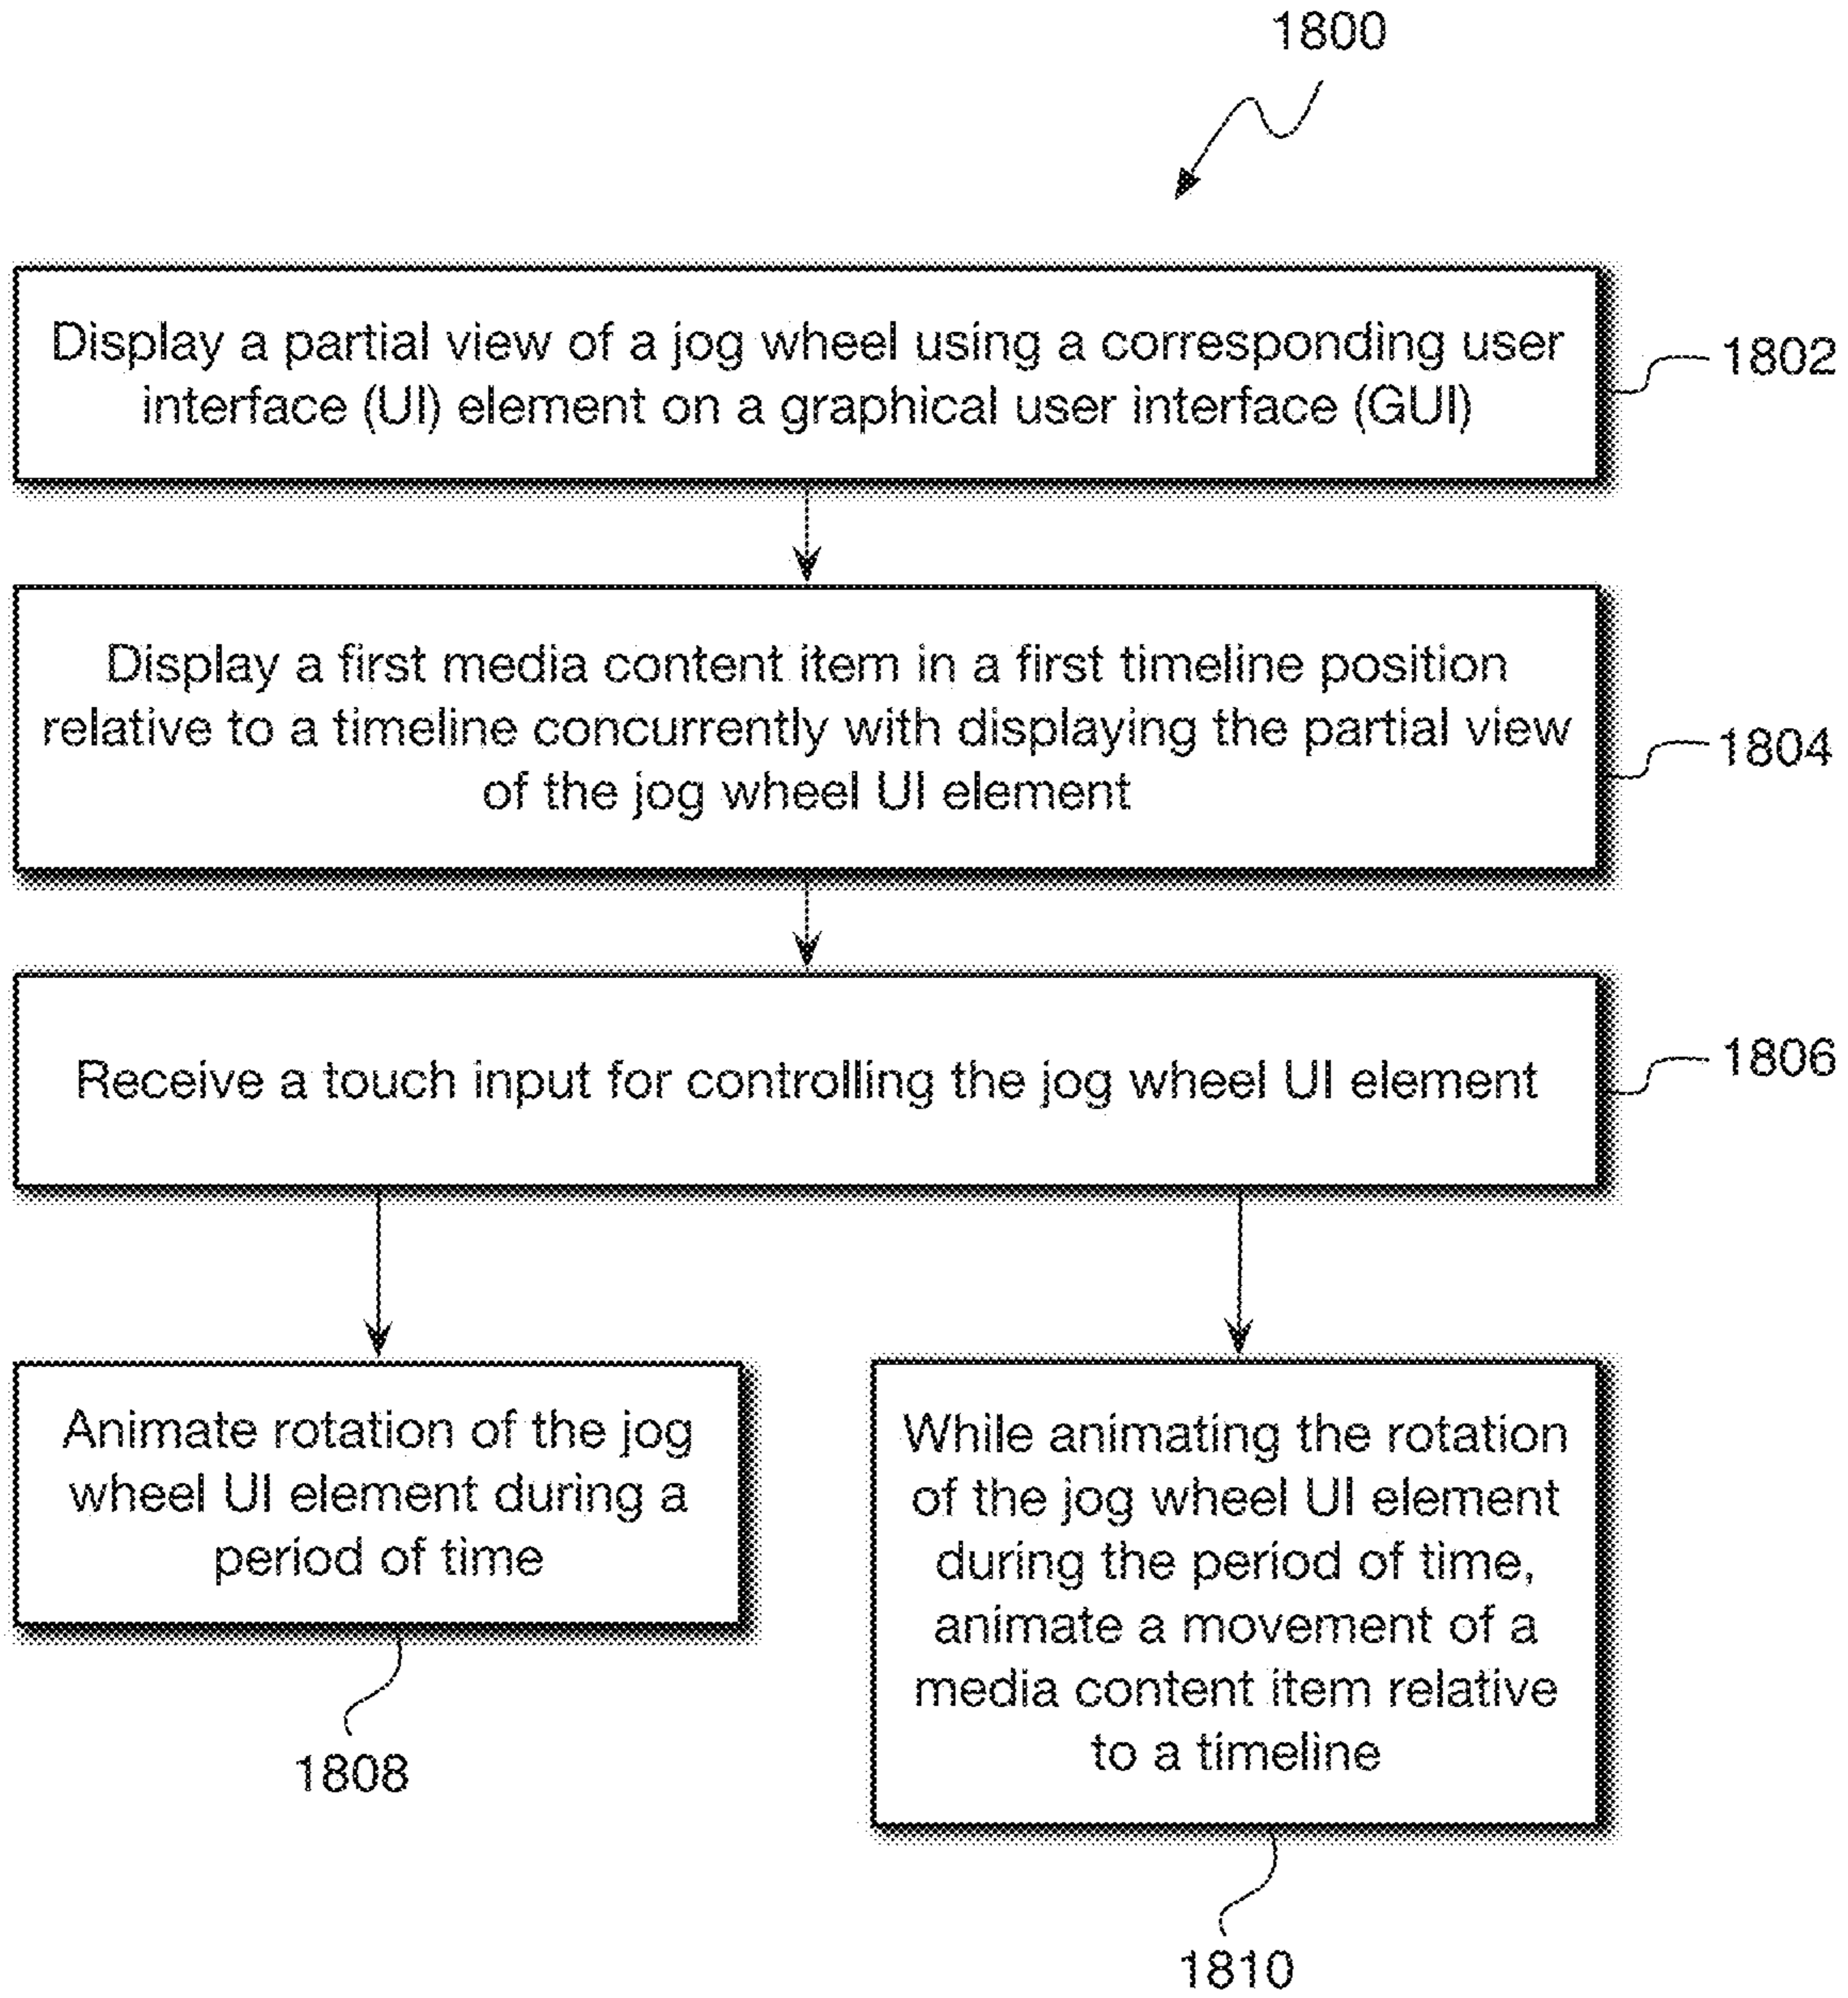 1800
Display a partial view of a jog wheel using a corresponding user
interface (UI) element on a graphical user interface (GUI)
1802
Display a first media content item in a first timeline position
relative to a timeline concurrently with displaying the partial view
of the jog wheel UI element
1804
Receive a touch input for controlling the jog wheel UI element
1806
Animate rotation of the jog
wheel UI element during a
period of time
1808
While animating the rotation
of the jog wheel UI element
during the period of time,
animate a movement of a
media content item relative
to a timeline
1810